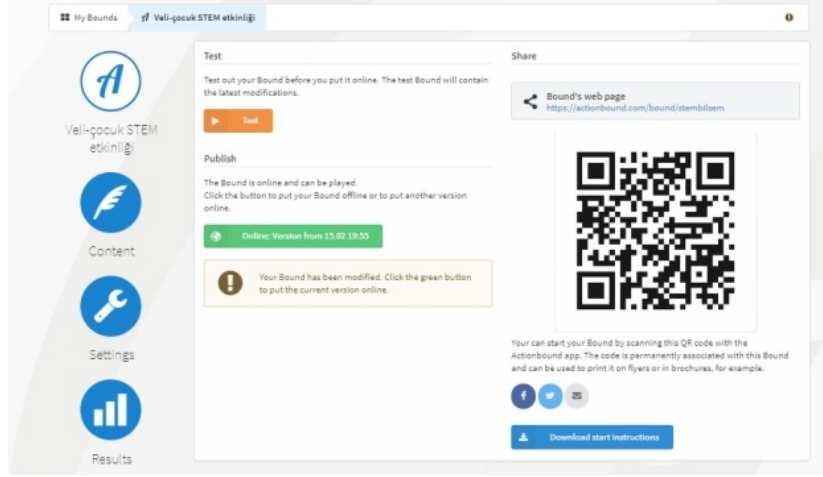 My Bounds
Veli-çocuk STEM etkinliği
Veli-çocuk STEM
etkinliği
Content
Settings
Results
Test
Test out your Bound before you put it online. The test Bound will contain
the latest modifications.
Test
Publish
The Bound is online and can be played.
Click the button to put your Bound offline or to put another version
online.
Online: Version from 15.02 19:55
Your Bound has been modified. Click the green button
to put the current version online.
Share
Bound's web page
https://actionbound.com/bound/stembilsem
Your can start your Bound by scanning this QR code with the
Actionbound app. The code is permanently associated with this Bound
and can be used to print it on flyers or in brochures, for example.
Download start instructions